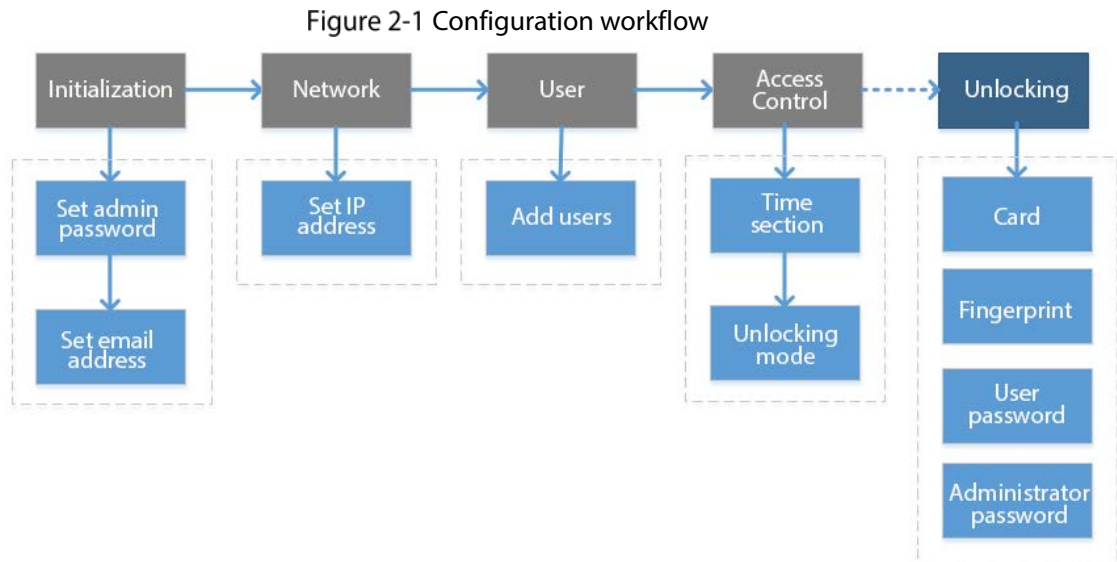 Figure 2-1 Configuration workflow
Initialization
Network
User
Access
Control
Unlocking
Set admin
password
Set email
address
Set IP
address
Add users
Time
section
Unlocking
mode
Card
Fingerprint
User
password
Administrator
password